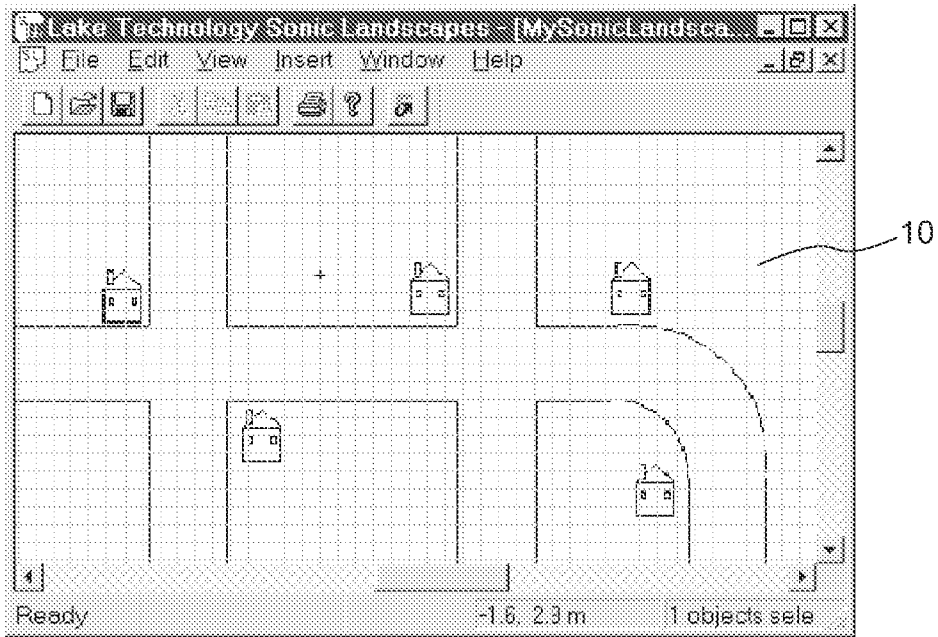 Lake Technology Sonic Landscapes - [MySonicLandsca...
File Edit View Insert Window Help
10
Ready -1.6, 2.9 m 1 objects sele